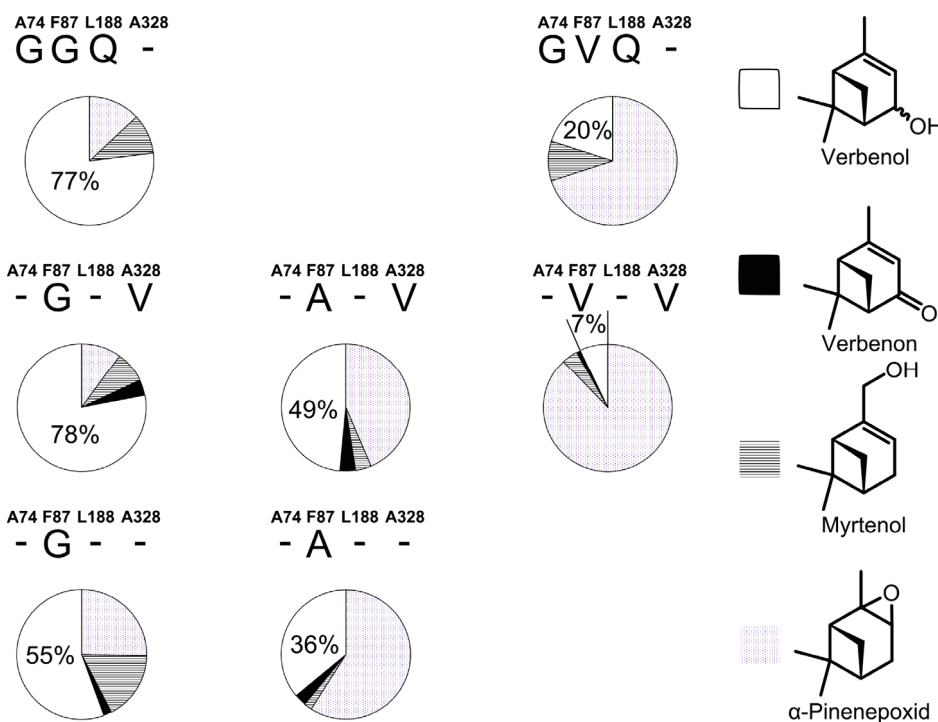 A74 F87 L188 A328
G G Q -
77%
A74 F87 L188 A328
G V Q -
20%
OH
Verbenol
A74 F87 L188 A328
- G - V
78%
A74 F87 L188 A328
- A - V
49%
A74 F87 L188 A328
- V - V
7%
O
Verbenon
OH
Myrtenol
A74 F87 L188 A328
- G - -
55%
A74 F87 L188 A328
- A - -
36%
O
α-Pinenepoxid